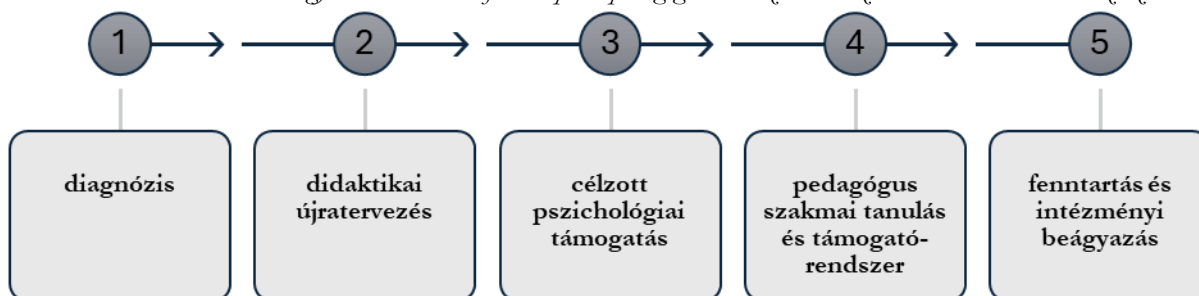 1
2
3
4
5
diagnózis
didaktikai
újratervezés
célzott
pszichológiai
támogatás
pedagógus
szakmai tanulás
és támogató-
rendszer
fenntartás és
intézményi
beágyazás